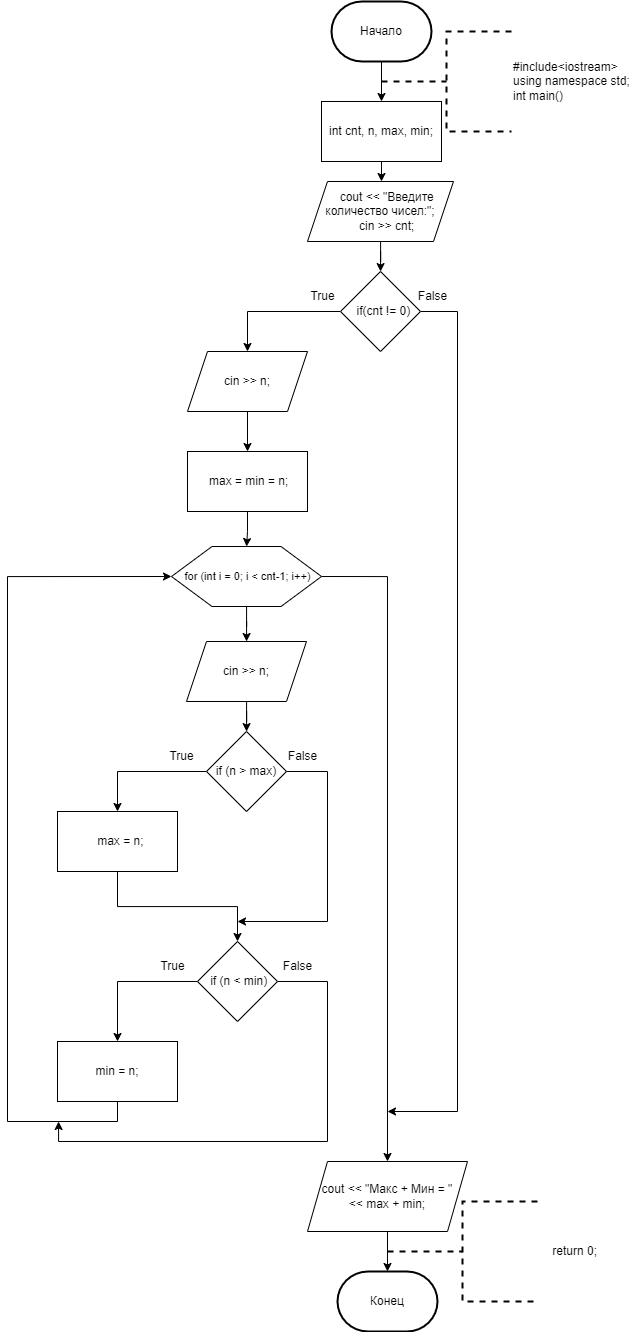 Начало
#include<iostream>
using namespace std;
int main()
int cnt, n, max, min;
cout << "Введите
количество чисел:";
cin >> cnt;
True
False
if(cnt != 0)
cin >> n;
max = min = n;
for (int i = 0; i < cnt-1; i++)
cin >> n;
True
False
if (n > max)
max = n;
True
False
if (n < min)
min = n;
cout << "Макс + Мин = "
<< max + min;
return 0;
Конец